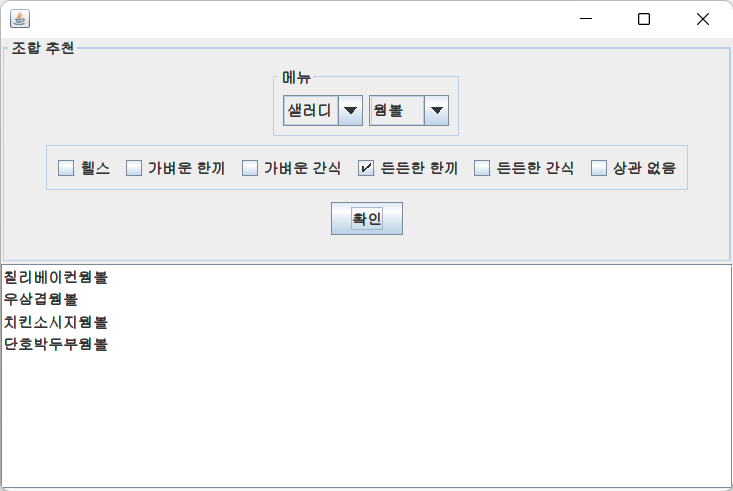 조합 추천
메뉴
샐러디 웜볼
헬스 가벼운 한끼 가벼운 간식 든든한 한끼 든든한 간식 상관 없음
확인
칠리베이컨웜볼
우삼겹웜볼
치킨소시지웜볼
단호박두부웜볼